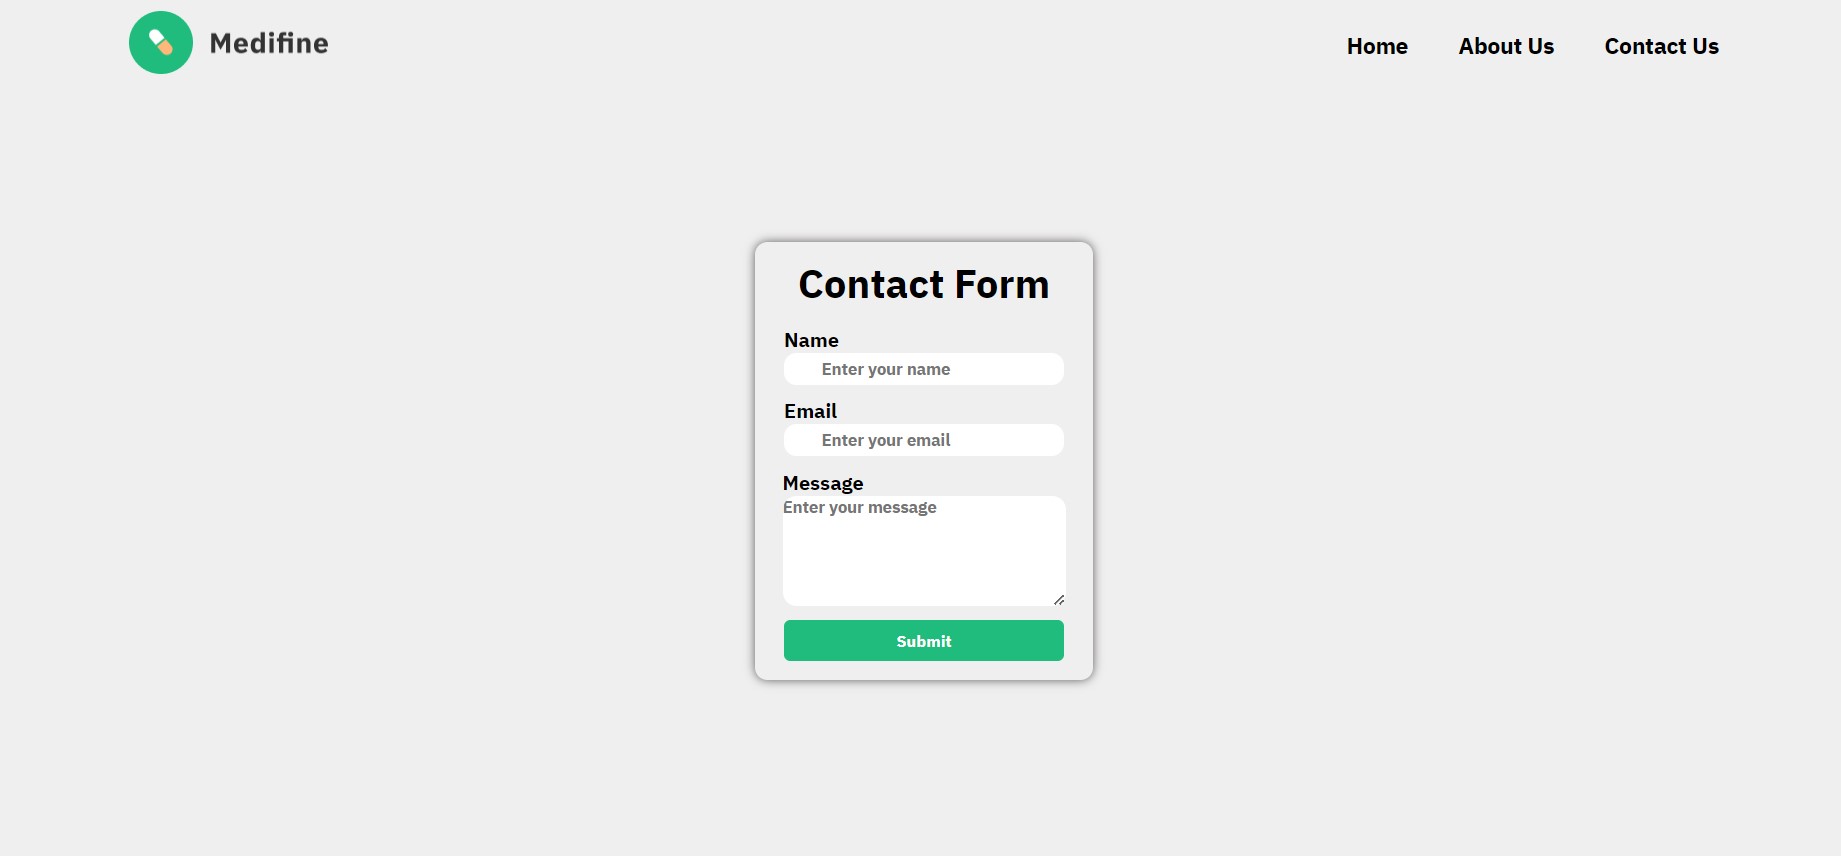 Medifine
Home About Us Contact Us
Contact Form
Name
Enter your name
Email
Enter your email
Message
Enter your message
Submit